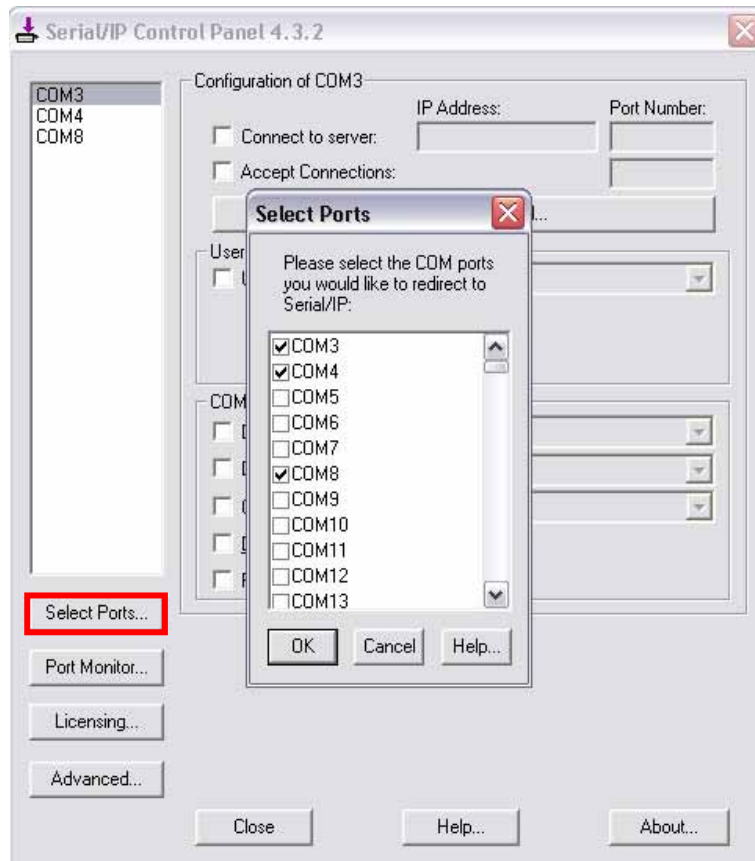 Serial/IP Control Panel 4.3.2
COM3
COM4
COM8
Configuration of COM3
IP Address:
Port Number:
Connect to server:
Accept Connections:
...
User
Select Ports
Please select the COM ports
you would like to redirect to
Serial/IP:
COM3
COM4
COM5
COM6
COM7
COM8
COM9
COM10
COM11
COM12
COM13
OK
Cancel
Help...
COM
Select Ports...
Port Monitor...
Licensing...
Advanced...
Close
Help...
About...